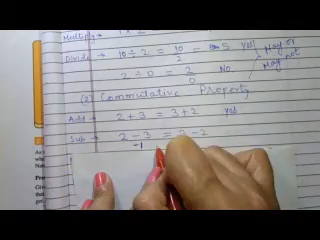 Multiply →
Divide → 10 ÷ 2 = 10/2 = 5 Yes! May or
2 ÷ 0 = 2/0 No. May not
(2) Commutative Property
Add → 2 + 3 = 3 + 2 Yes
Sub → 2 - 3 = 3 - 2
-1